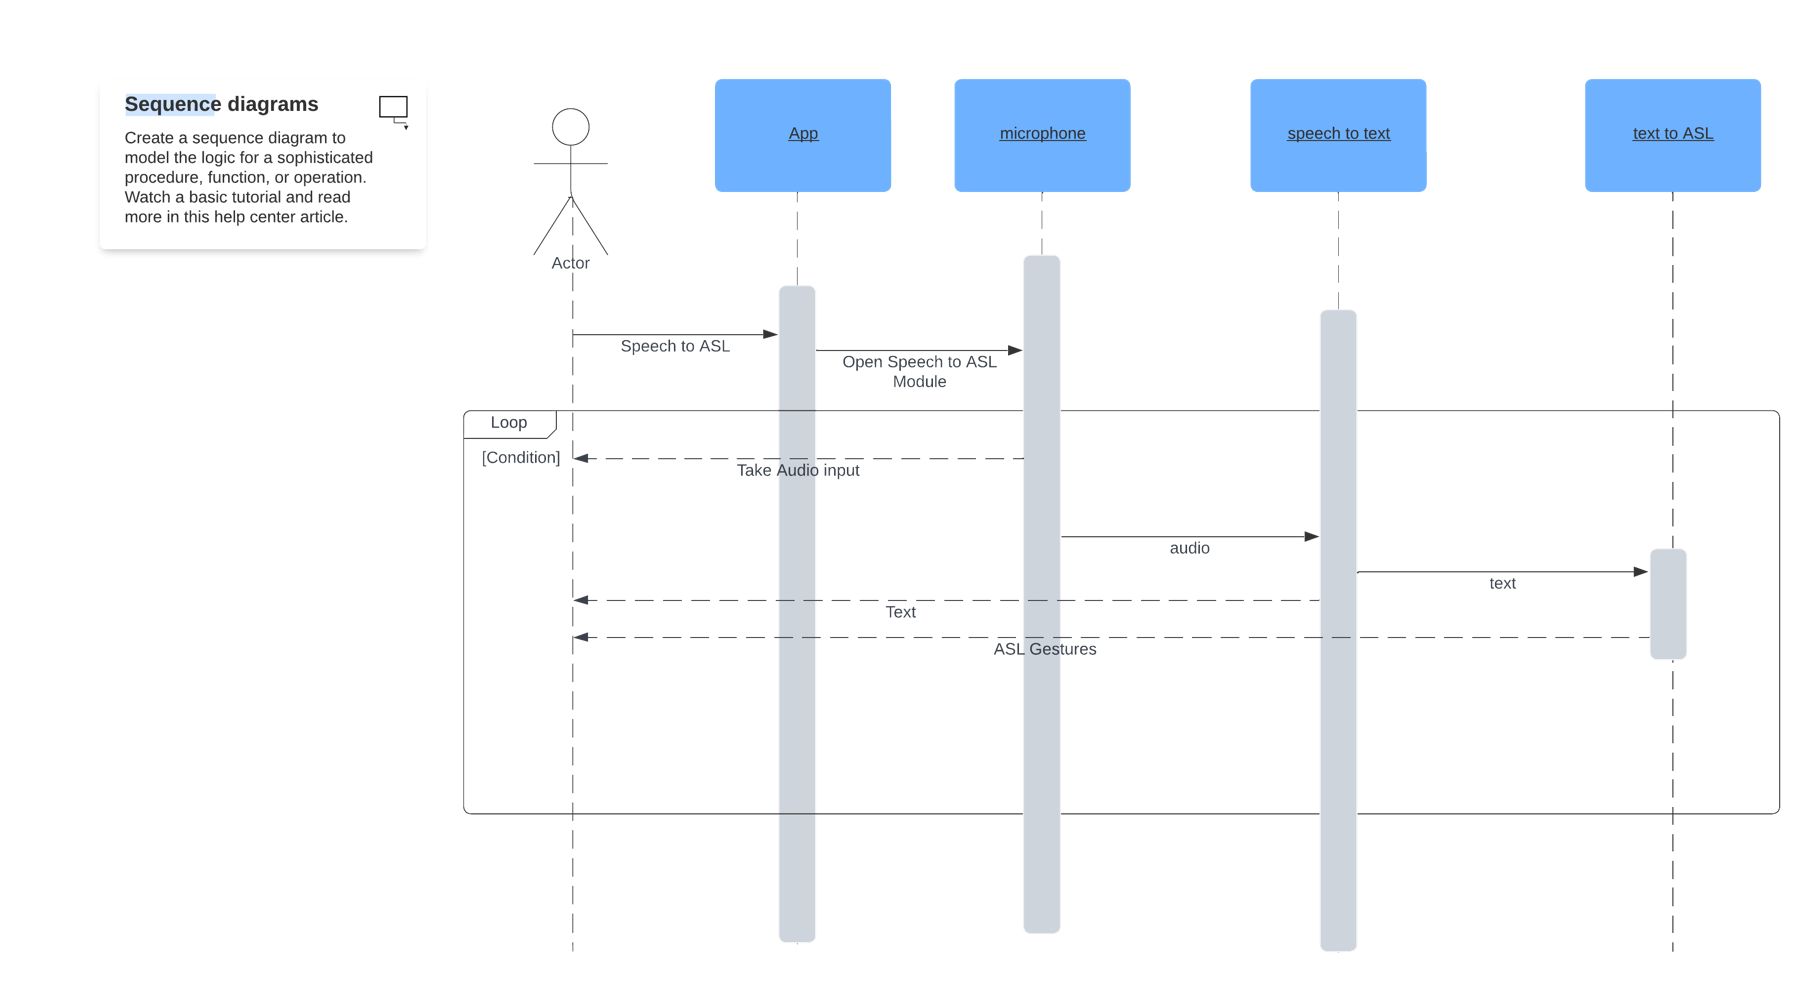 Sequence diagrams
Create a sequence diagram to
model the logic for a sophisticated
procedure, function, or operation.
Watch a basic tutorial and read
more in this help center article.
Actor
App
microphone
speech to text
text to ASL
Speech to ASL
Open Speech to ASL
Module
Loop
[Condition]
Take Audio input
audio
text
Text
ASL Gestures